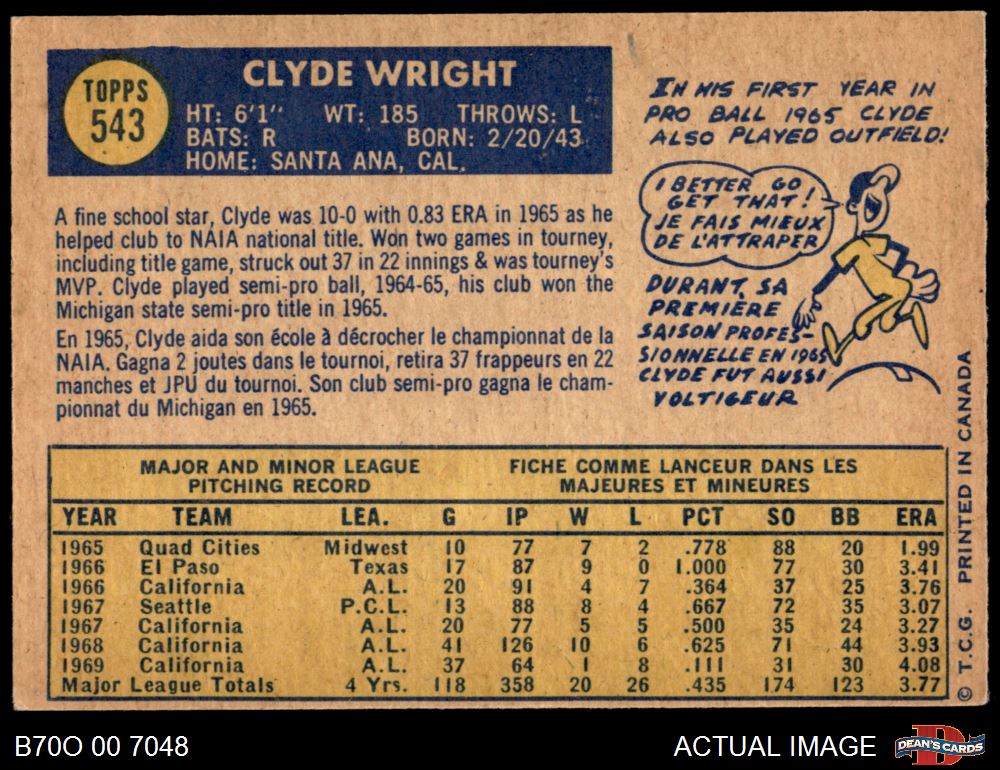 TOPPS
543
CLYDE WRIGHT
HT: 6'1" WT: 185 THROWS: L
BATS: R BORN: 2/20/43
HOME: SANTA ANA, CAL.
IN HIS FIRST YEAR IN
PRO BALL 1965 CLYDE
ALSO PLAYED OUTFIELD!
I BETTER GO
GET THAT!
JE FAIS MIEUX
DE L'ATTRAPER
DURANT, SA
PREMIÈRE
SAISON PROFES-
SIONNELLE EN 1965
CLYDE FUT AUSSI
VOLTIGEUR
A fine school star, Clyde was 10-0 with 0.83 ERA in 1965 as he
helped club to NAIA national title. Won two games in tourney,
including title game, struck out 37 in 22 innings & was tourney's
MVP. Clyde played semi-pro ball, 1964-65, his club won the
Michigan state semi-pro title in 1965.
En 1965, Clyde aida son école à décrocher le championnat de la
NAIA. Gagna 2 joutes dans le tournoi, retira 37 frappeurs en 22
manches et JPU du tournoi. Son club semi-pro gagna le cham-
pionnat du Michigan en 1965.
MAJOR AND MINOR LEAGUE
PITCHING RECORD
FICHE COMME LANCEUR DANS LES
MAJEURES ET MINEURES
YEAR TEAM LEA. G IP W L PCT SO BB ERA
1965 Quad Cities Midwest 10 77 7 2 .778 88 20 1.99
1966 El Paso Texas 17 87 9 0 1.000 77 30 3.41
1966 California A.L. 20 91 4 7 .364 37 25 3.76
1967 Seattle P.C.L. 13 88 8 4 .667 72 35 3.07
1967 California A.L. 20 77 5 5 .500 35 24 3.27
1968 California A.L. 41 126 10 6 .625 71 44 3.93
1969 California A.L. 37 64 1 8 .111 31 30 4.08
Major League Totals 4 Yrs. 118 358 20 26 .435 174 123 3.77
© T.C.G. PRINTED IN CANADA
B70O 00 7048
ACTUAL IMAGE
D
DEAN'S CARDS